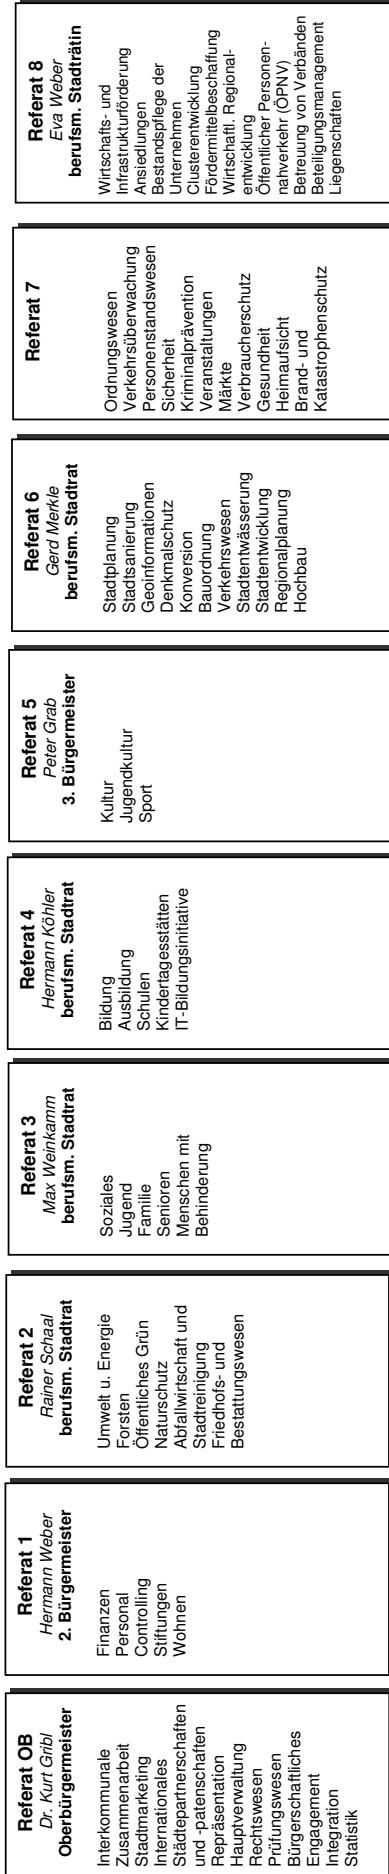 Referat OB
Dr. Kurt Gribl
Oberbürgermeister
Interkommunale
Zusammenarbeit
Stadtmarketing
Internationales
Städtepartnerschaften
und -patenschaften
Repräsentation
Hauptverwaltung
Rechtswesen
Prüfungswesen
Bürgerschaftliches
Engagement
Integration
Statistik
Referat 1
Hermann Weber
2. Bürgermeister
Finanzen
Personal
Controlling
Stiftungen
Wohnen
Referat 2
Rainer Schaal
berufsm. Stadtrat
Umwelt u. Energie
Forsten
Öffentliches Grün
Naturschutz
Abfallwirtschaft und
Stadtreinigung
Friedhofs- und
Bestattungswesen
Referat 3
Max Weinkamm
berufsm. Stadtrat
Soziales
Jugend
Familie
Senioren
Menschen mit
Behinderung
Referat 4
Hermann Köhler
berufsm. Stadtrat
Bildung
Ausbildung
Schulen
Kindertagesstätten
IT-Bildungsinitiative
Referat 5
Peter Grab
3. Bürgermeister
Kultur
Jugendkultur
Sport
Referat 6
Gerd Merkle
berufsm. Stadtrat
Stadtplanung
Stadtsanierung
Geoinformationen
Denkmalschutz
Konversion
Bauordnung
Verkehrswesen
Stadtentwässerung
Stadtentwicklung
Regionalplanung
Hochbau
Referat 7
Ordnungswesen
Verkehrsüberwachung
Personenstandswesen
Sicherheit
Kriminalprävention
Veranstaltungen
Märkte
Verbraucherschutz
Gesundheit
Heimaufsicht
Brand- und
Katastrophenschutz
Referat 8
Eva Weber
berufsm. Stadträtin
Wirtschafts- und
Infrastrukturförderung
Ansiedlungen
Bestandspflege der
Unternehmen
Clusterentwicklung
Fördermittelbeschaffung
Wirtschaftl. Regional-
entwicklung
Öffentlicher Personen-
nahverkehr (ÖPNV)
Betreuung von Verbänden
Beteiligungsmanagement
Liegenschaften